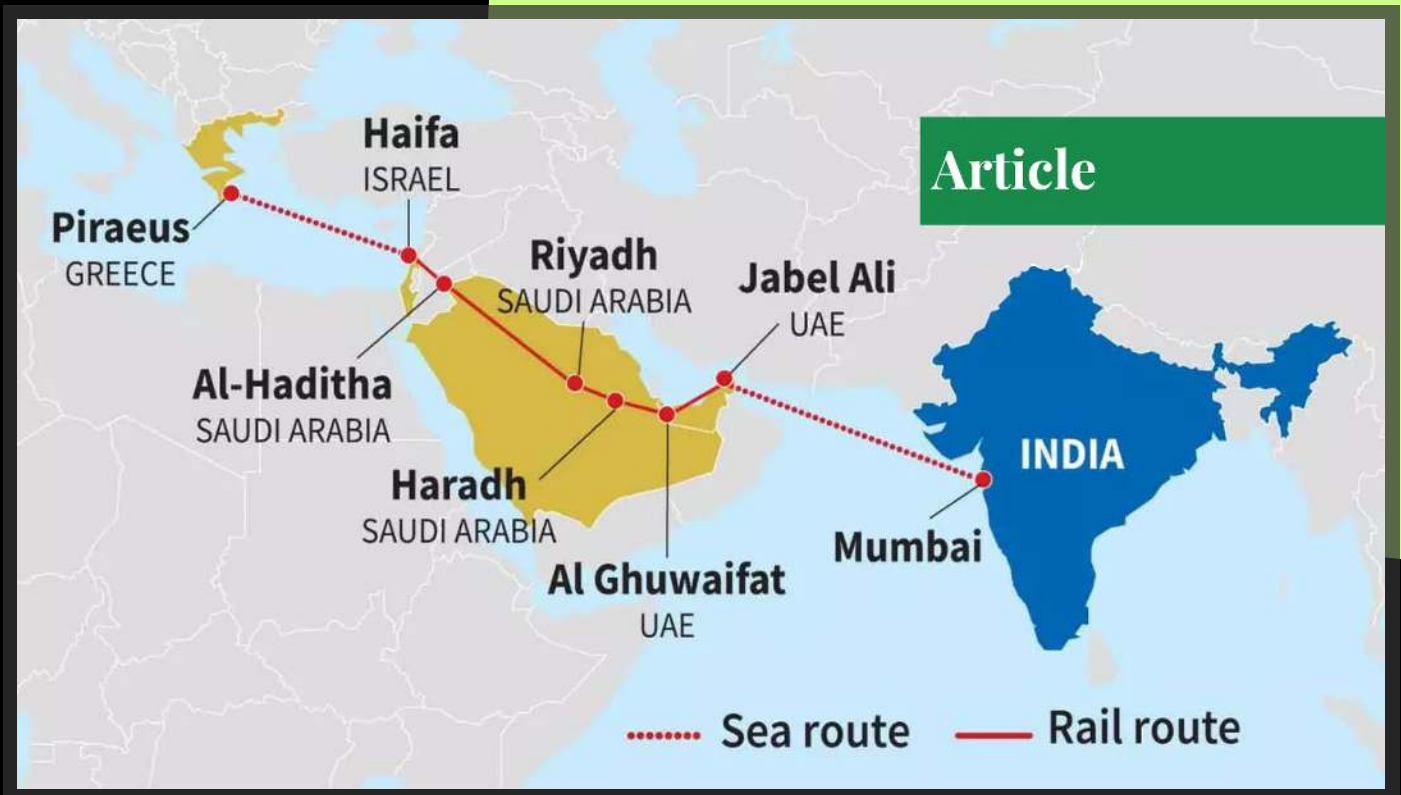 Article
Haifa
ISRAEL
Piraeus
GREECE
Riyadh
SAUDI ARABIA
Jabel Ali
UAE
Al-Haditha
SAUDI ARABIA
INDIA
Haradh
SAUDI ARABIA
Mumbai
Al Ghuwaifat
UAE
Sea route
Rail route